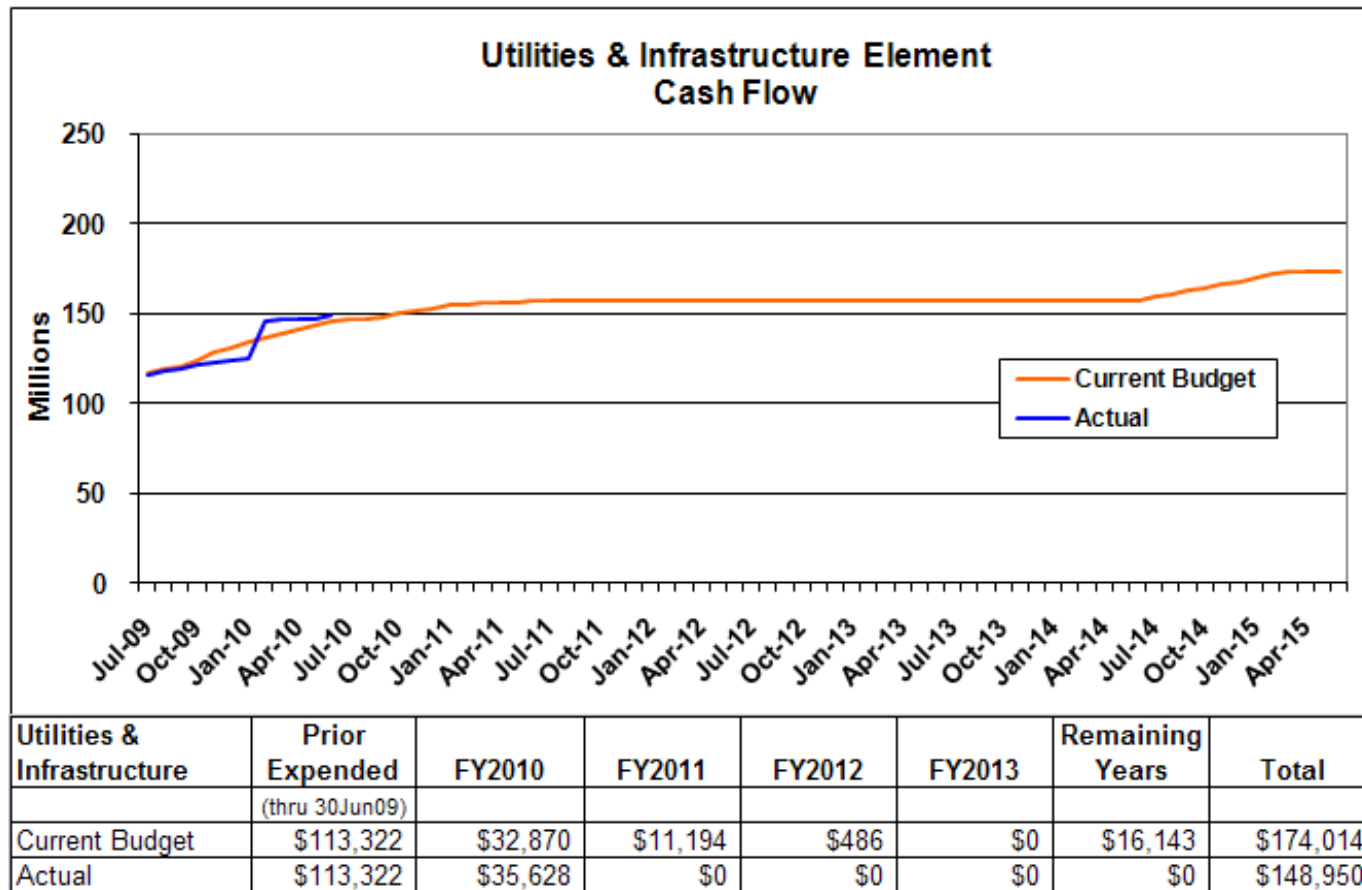 Utilities & Infrastructure Element
Cash Flow
Millions
250
200
150
100
50
0
Current Budget
Actual
Jul-09
Oct-09
Jan-10
Apr-10
Jul-10
Oct-10
Jan-11
Apr-11
Jul-11
Oct-11
Jan-12
Apr-12
Jul-12
Oct-12
Jan-13
Apr-13
Jul-13
Oct-13
Jan-14
Apr-14
Jul-14
Oct-14
Jan-15
Apr-15
Utilities & Prior Remaining
Infrastructure Expended FY2010 FY2011 FY2012 FY2013 Years Total
(thru 30Jun09)
Current Budget $113,322 $32,870 $11,194 $486 $0 $16,143 $174,014
Actual $113,322 $35,628 $0 $0 $0 $0 $148,950